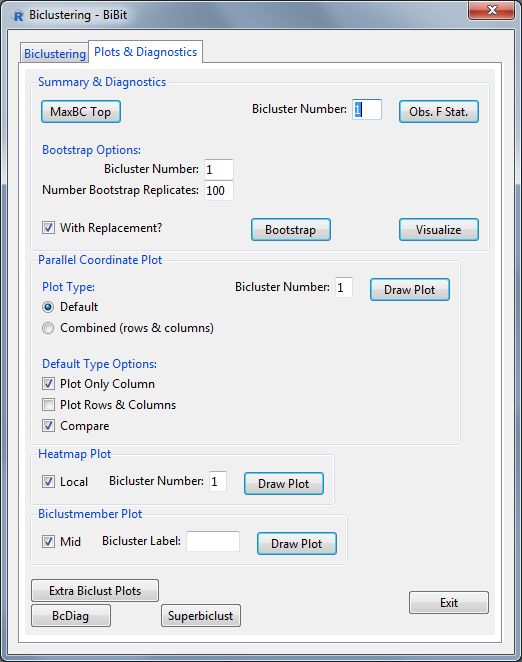 Biclustering - BiBit
Biclustering Plots & Diagnostics
Summary & Diagnostics
MaxBC Top Bicluster Number: 1 Obs. F Stat.
Bootstrap Options:
Bicluster Number: 1
Number Bootstrap Replicates: 100
With Replacement? Bootstrap Visualize
Parallel Coordinate Plot
Plot Type: Bicluster Number: 1 Draw Plot
Default
Combined (rows & columns)
Default Type Options:
Plot Only Column
Plot Rows & Columns
Compare
Heatmap Plot
Local Bicluster Number: 1 Draw Plot
Biclustmember Plot
Mid Bicluster Label: Draw Plot
Extra Biclust Plots
BcDiag Superbiclust Exit